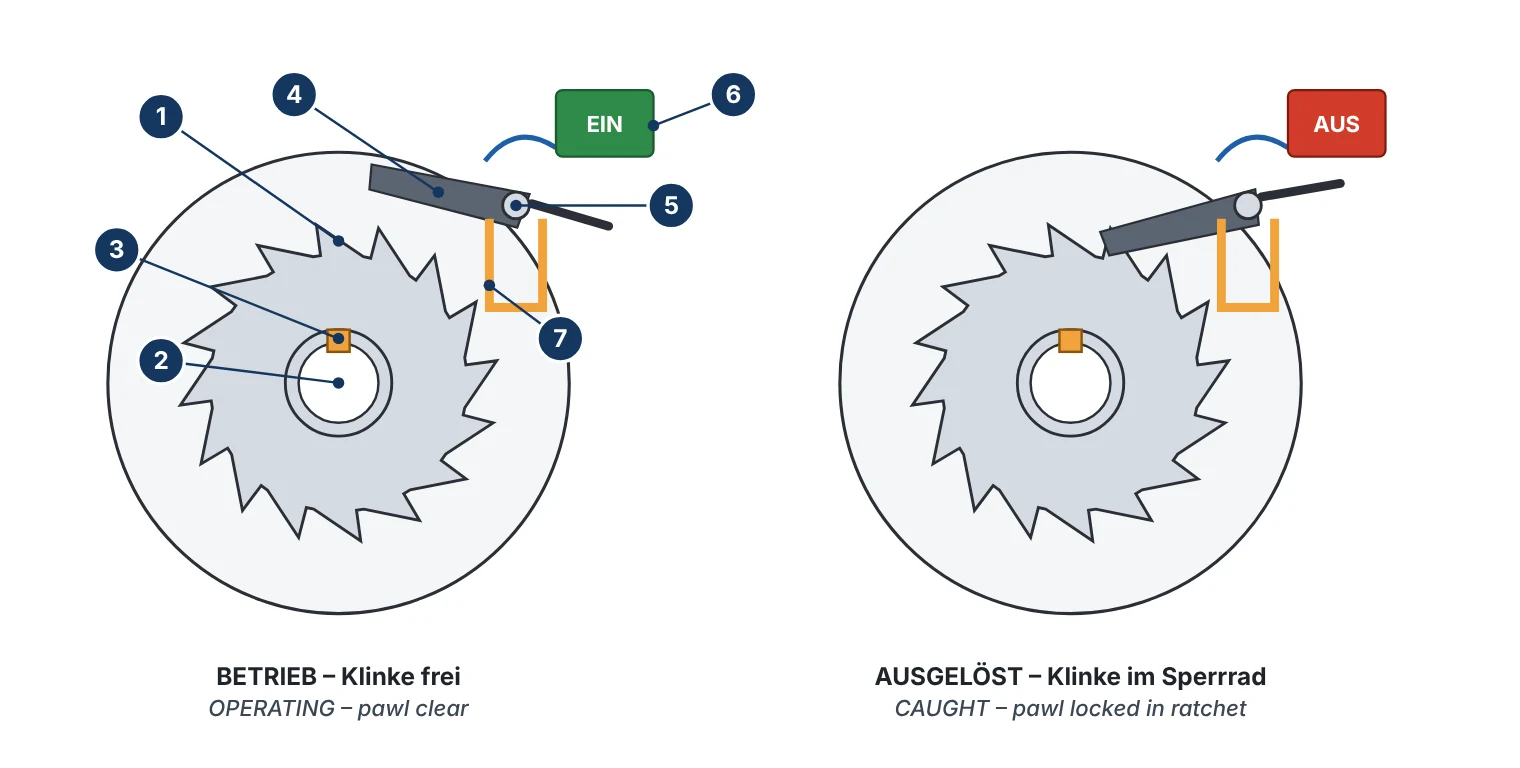 1
4
EIN
6
AUS
5
3
2
7
BETRIEB – Klinke frei
OPERATING – pawl clear
AUSGELÖST – Klinke im Sperrrad
CAUGHT – pawl locked in ratchet